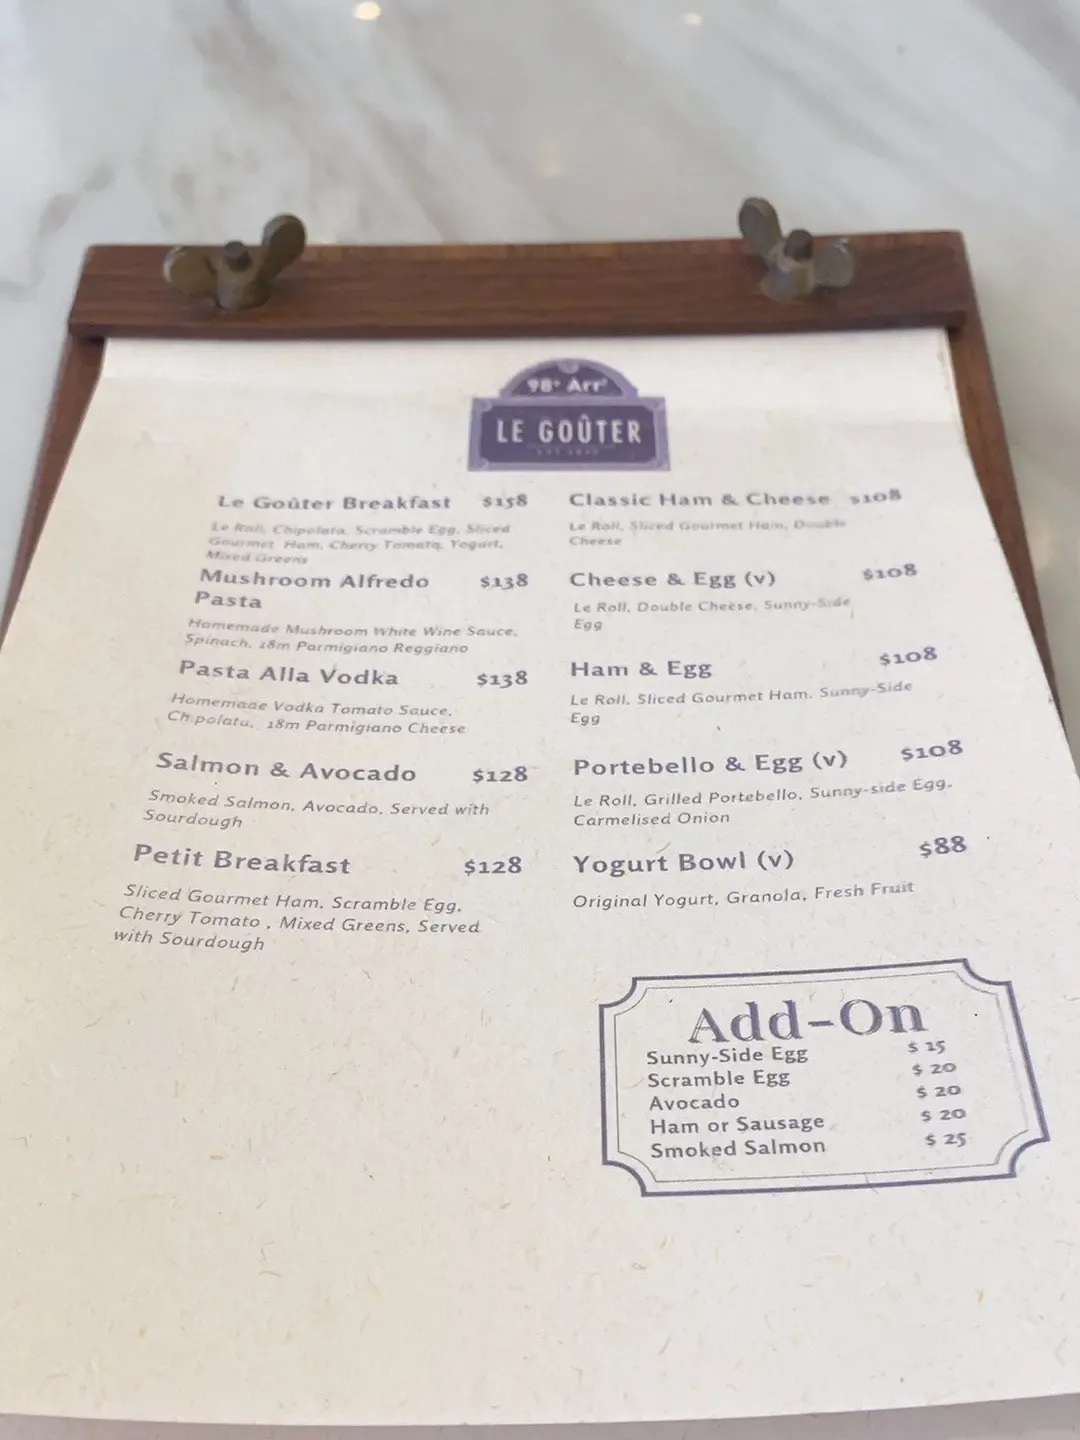 98e Arrt
LE GOÛTER
Le Goûter Breakfast $158
Le Roll, Chipolata, Scramble Egg, Sliced
Gourmet Ham, Cherry Tomato, Yogurt,
Mixed Greens
Mushroom Alfredo $138
Pasta
Homemade Mushroom White Wine Sauce,
Spinach, 18m Parmigiano Reggiano
Pasta Alla Vodka $138
Homemade Vodka Tomato Sauce,
Chipolata, 18m Parmigiano Cheese
Salmon & Avocado $128
Smoked Salmon, Avocado, Served with
Sourdough
Petit Breakfast $128
Sliced Gourmet Ham, Scramble Egg,
Cherry Tomato , Mixed Greens, Served
with Sourdough
Classic Ham & Cheese $108
Le Roll, Sliced Gourmet Ham, Double
Cheese
Cheese & Egg (v) $108
Le Roll, Double Cheese, Sunny-Side
Egg
Ham & Egg $108
Le Roll, Sliced Gourmet Ham, Sunny-Side
Egg
Portebello & Egg (v) $108
Le Roll, Grilled Portebello, Sunny-side Egg,
Carmelised Onion
Yogurt Bowl (v) $88
Original Yogurt, Granola, Fresh Fruit
Add-On
Sunny-Side Egg $ 15
Scramble Egg $ 20
Avocado $ 20
Ham or Sausage $ 20
Smoked Salmon $ 25